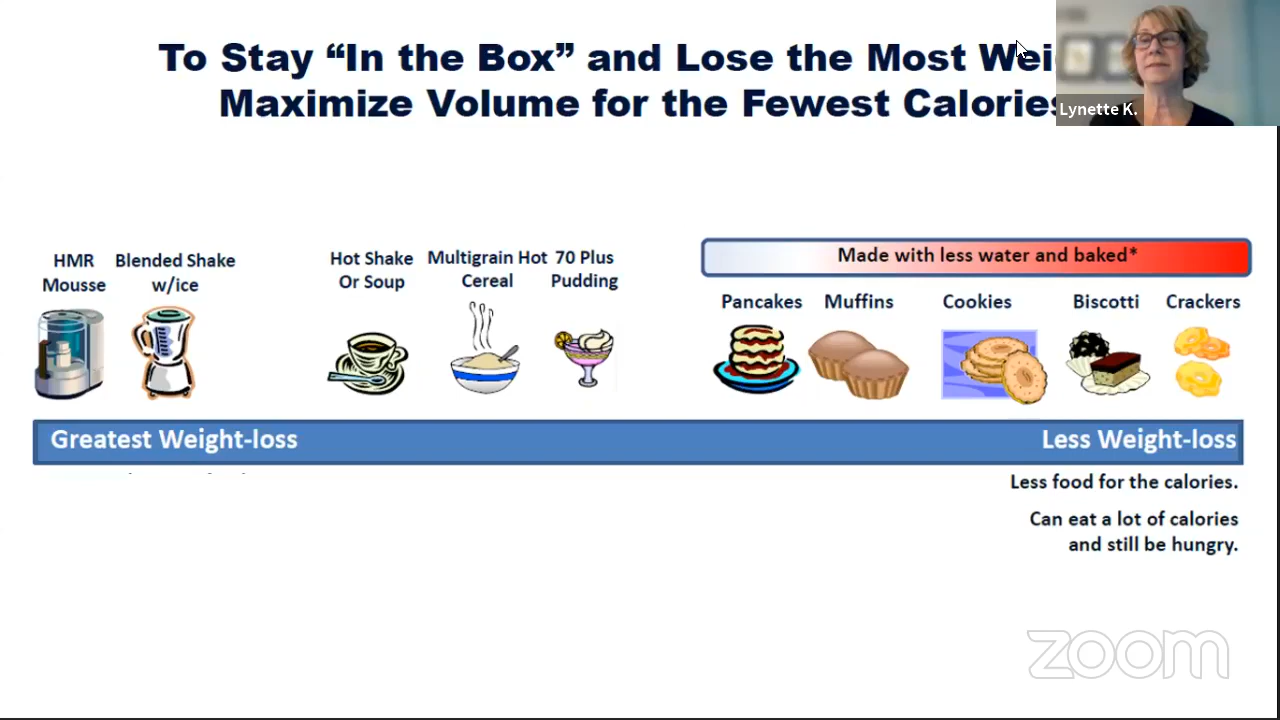 To Stay “In the Box” and Lose the Most
Maximize Volume for the Fewest Calories
Lynette K.
HMR
Mousse
Blended Shake
w/ice
Hot Shake
Or Soup
Multigrain Hot
Cereal
70 Plus
Pudding
Made with less water and baked*
Pancakes
Muffins
Cookies
Biscotti
Crackers
Greatest Weight-loss
Less Weight-loss
Less food for the calories.
Can eat a lot of calories
and still be hungry.
zoom